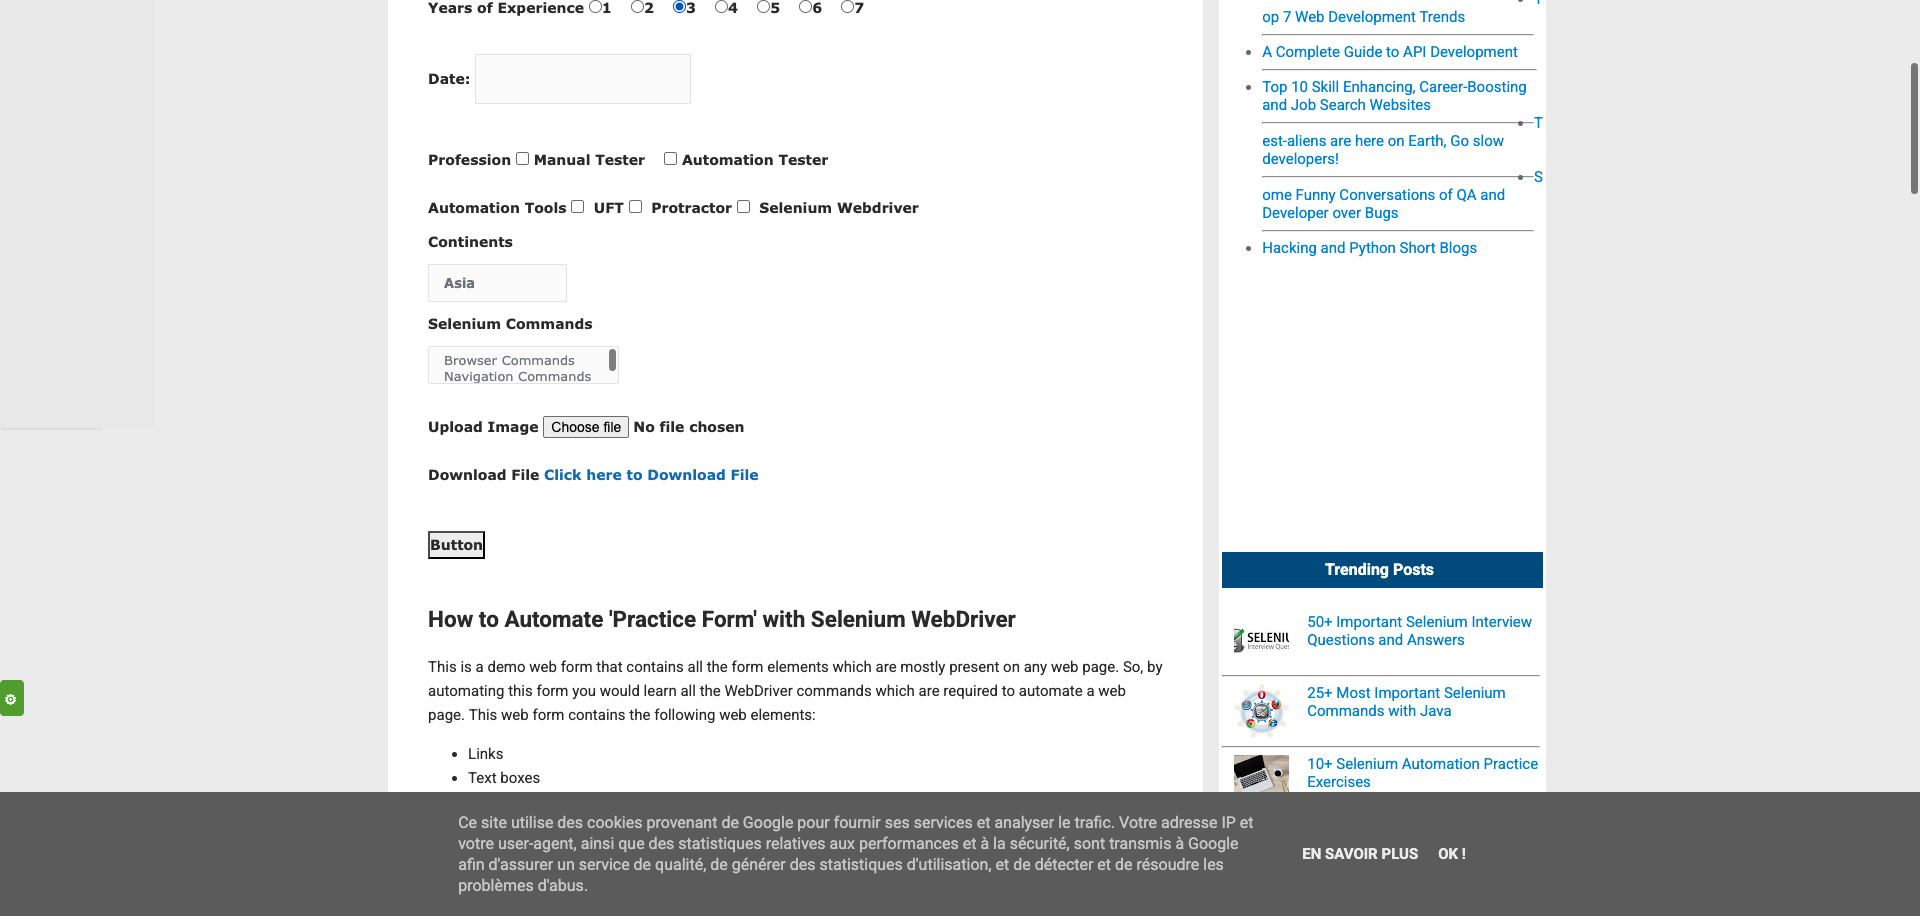 Years of Experience 1 2 3 4 5 6 7
Date:
Profession Manual Tester Automation Tester
Automation Tools UFT Protractor Selenium Webdriver
Continents
Asia
Selenium Commands
Browser Commands
Navigation Commands
Upload Image Choose file No file chosen
Download File Click here to Download File
Button
How to Automate 'Practice Form' with Selenium WebDriver
This is a demo web form that contains all the form elements which are mostly present on any web page. So, by
automating this form you would learn all the WebDriver commands which are required to automate a web
page. This web form contains the following web elements:
• Links
• Text boxes
op 7 Web Development Trends
• A Complete Guide to API Development
• Top 10 Skill Enhancing, Career-Boosting
and Job Search Websites
• T
est-aliens are here on Earth, Go slow
developers!
• S
ome Funny Conversations of QA and
Developer over Bugs
• Hacking and Python Short Blogs
Trending Posts
50+ Important Selenium Interview
Questions and Answers
25+ Most Important Selenium
Commands with Java
10+ Selenium Automation Practice
Exercises
Ce site utilise des cookies provenant de Google pour fournir ses services et analyser le trafic. Votre adresse IP et
votre user-agent, ainsi que des statistiques relatives aux performances et à la sécurité, sont transmis à Google
afin d'assurer un service de qualité, de générer des statistiques d'utilisation, et de détecter et de résoudre les
problèmes d'abus.
EN SAVOIR PLUS OK !